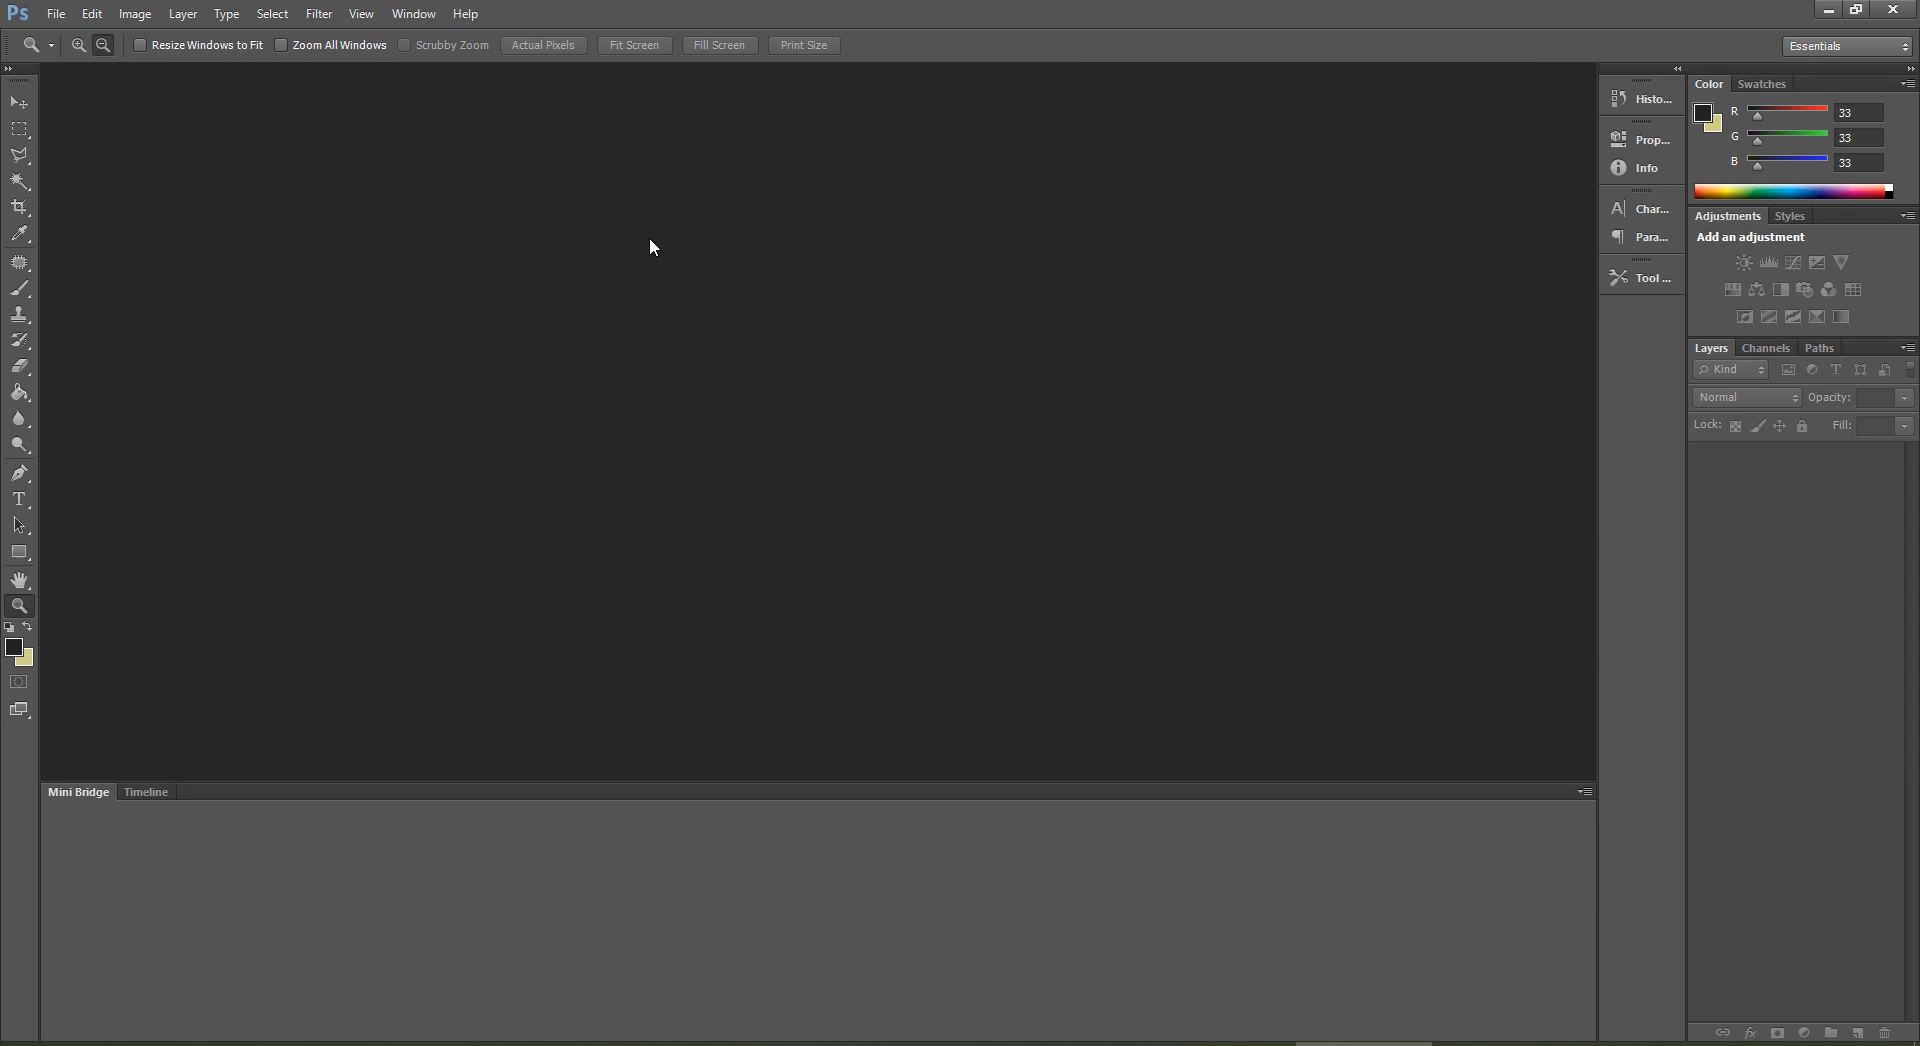 Ps File Edit Image Layer Type Select Filter View Window Help
Resize Windows to Fit Zoom All Windows Scrubby Zoom Actual Pixels Fit Screen Fill Screen Print Size Essentials
Histo...
Prop...
Info
Char...
Para...
Tool ...
Color Swatches
R 33
G 33
B 33
Adjustments Styles
Add an adjustment
Layers Channels Paths
Kind
Normal Opacity:
Lock: Fill:
fx
Mini Bridge Timeline